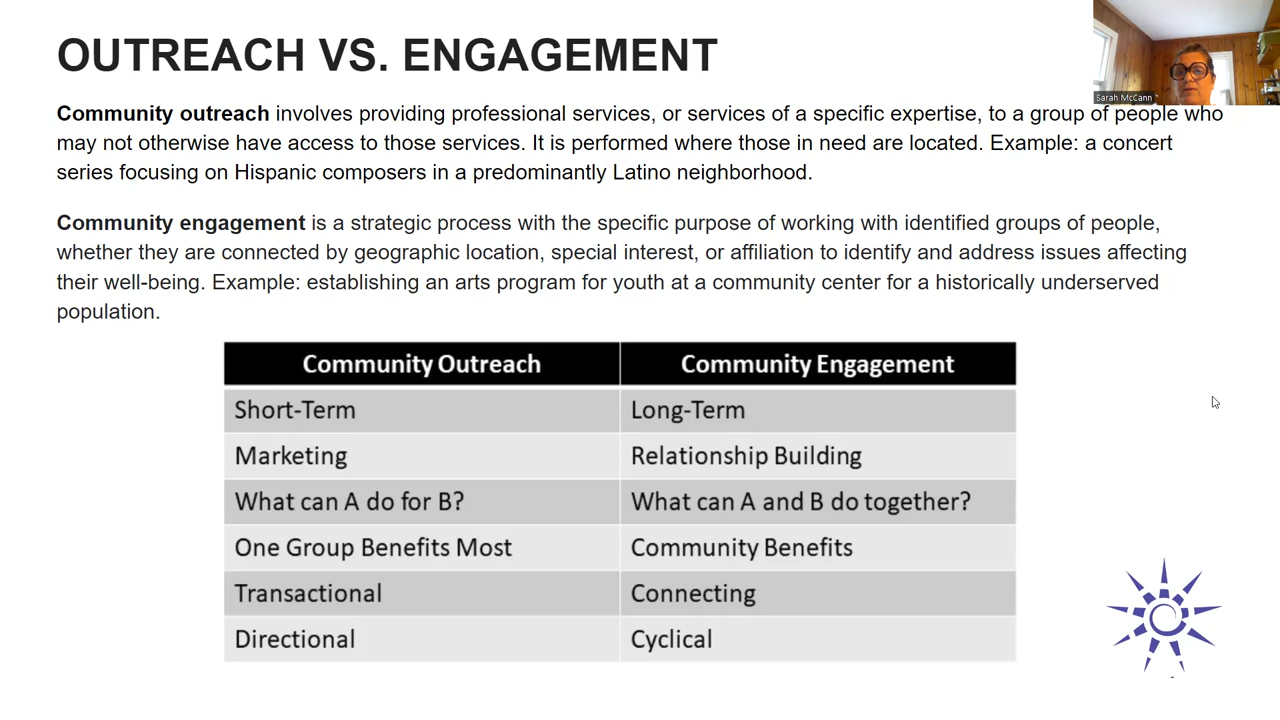 OUTREACH VS. ENGAGEMENT
Sarah McCann
Community outreach involves providing professional services, or services of a specific expertise, to a group of people who
may not otherwise have access to those services. It is performed where those in need are located. Example: a concert
series focusing on Hispanic composers in a predominantly Latino neighborhood.
Community engagement is a strategic process with the specific purpose of working with identified groups of people,
whether they are connected by geographic location, special interest, or affiliation to identify and address issues affecting
their well-being. Example: establishing an arts program for youth at a community center for a historically underserved
population.
Community Outreach Community Engagement
Short-Term Long-Term
Marketing Relationship Building
What can A do for B? What can A and B do together?
One Group Benefits Most Community Benefits
Transactional Connecting
Directional Cyclical